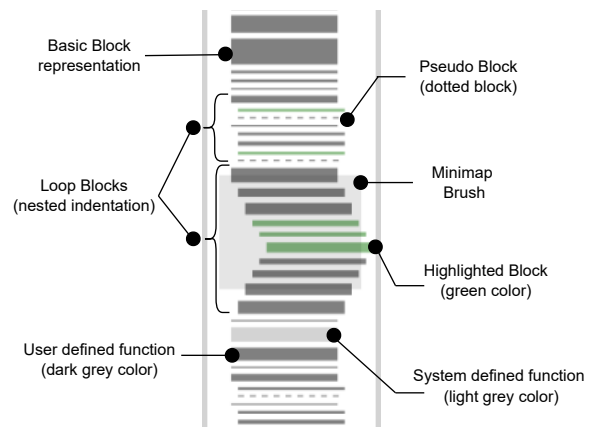 Basic Block
representation
Pseudo Block
(dotted block)
Loop Blocks
(nested indentation)
Minimap
Brush
Highlighted Block
(green color)
User defined function
(dark grey color)
System defined function
(light grey color)